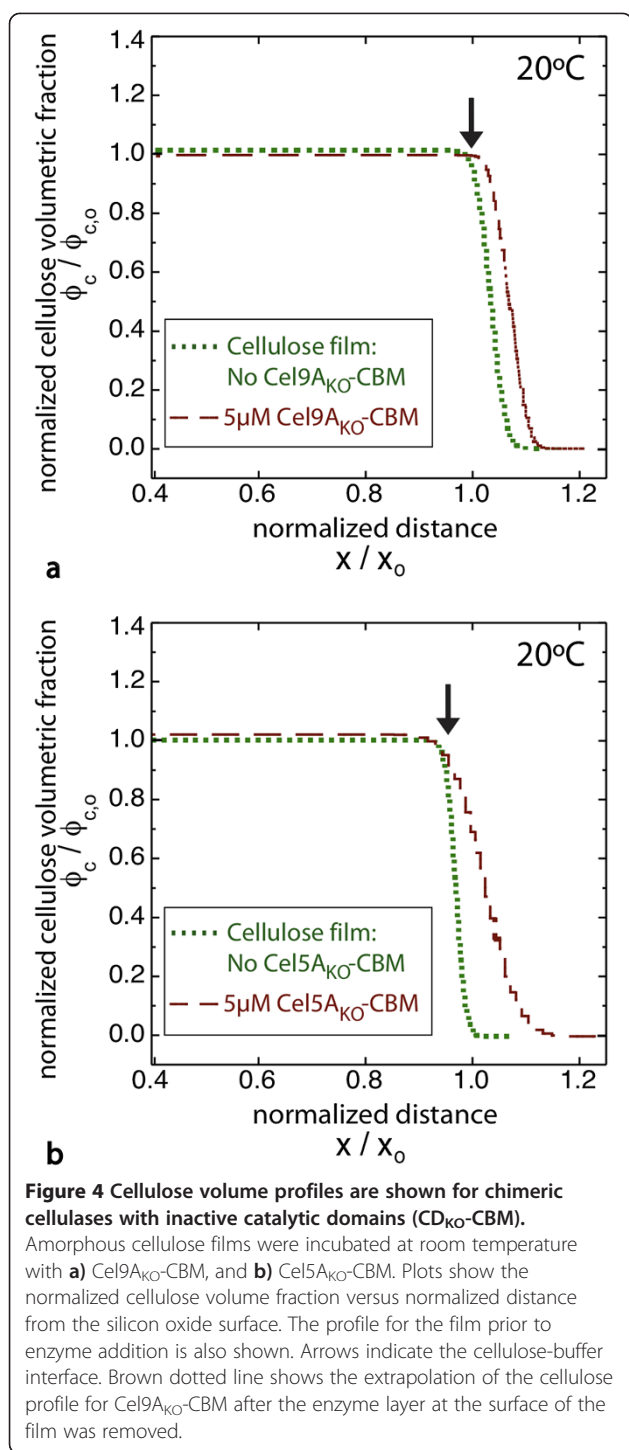 1.4
20ºC
1.2
1.0
0.8
0.6
0.4
0.2
0.0
normalized cellulose volumetric fraction
ϕc / ϕc,o
Cellulose film:
No Cel9AKO-CBM
5µM Cel9AKO-CBM
0.4 0.6 0.8 1.0 1.2
normalized distance
x / xo
a
1.4
20ºC
1.2
1.0
0.8
0.6
0.4
0.2
0.0
normalized cellulose volumetric fraction
ϕc / ϕc,o
Cellulose film:
No Cel5AKO-CBM
5µM Cel5AKO-CBM
0.4 0.6 0.8 1.0 1.2
normalized distance
x / xo
b
Figure 4 Cellulose volume profiles are shown for chimeric
cellulases with inactive catalytic domains (CDKO-CBM).
Amorphous cellulose films were incubated at room temperature
with a) Cel9AKO-CBM, and b) Cel5AKO-CBM. Plots show the
normalized cellulose volume fraction versus normalized distance
from the silicon oxide surface. The profile for the film prior to
enzyme addition is also shown. Arrows indicate the cellulose-buffer
interface. Brown dotted line shows the extrapolation of the cellulose
profile for Cel9AKO-CBM after the enzyme layer at the surface of the
film was removed.